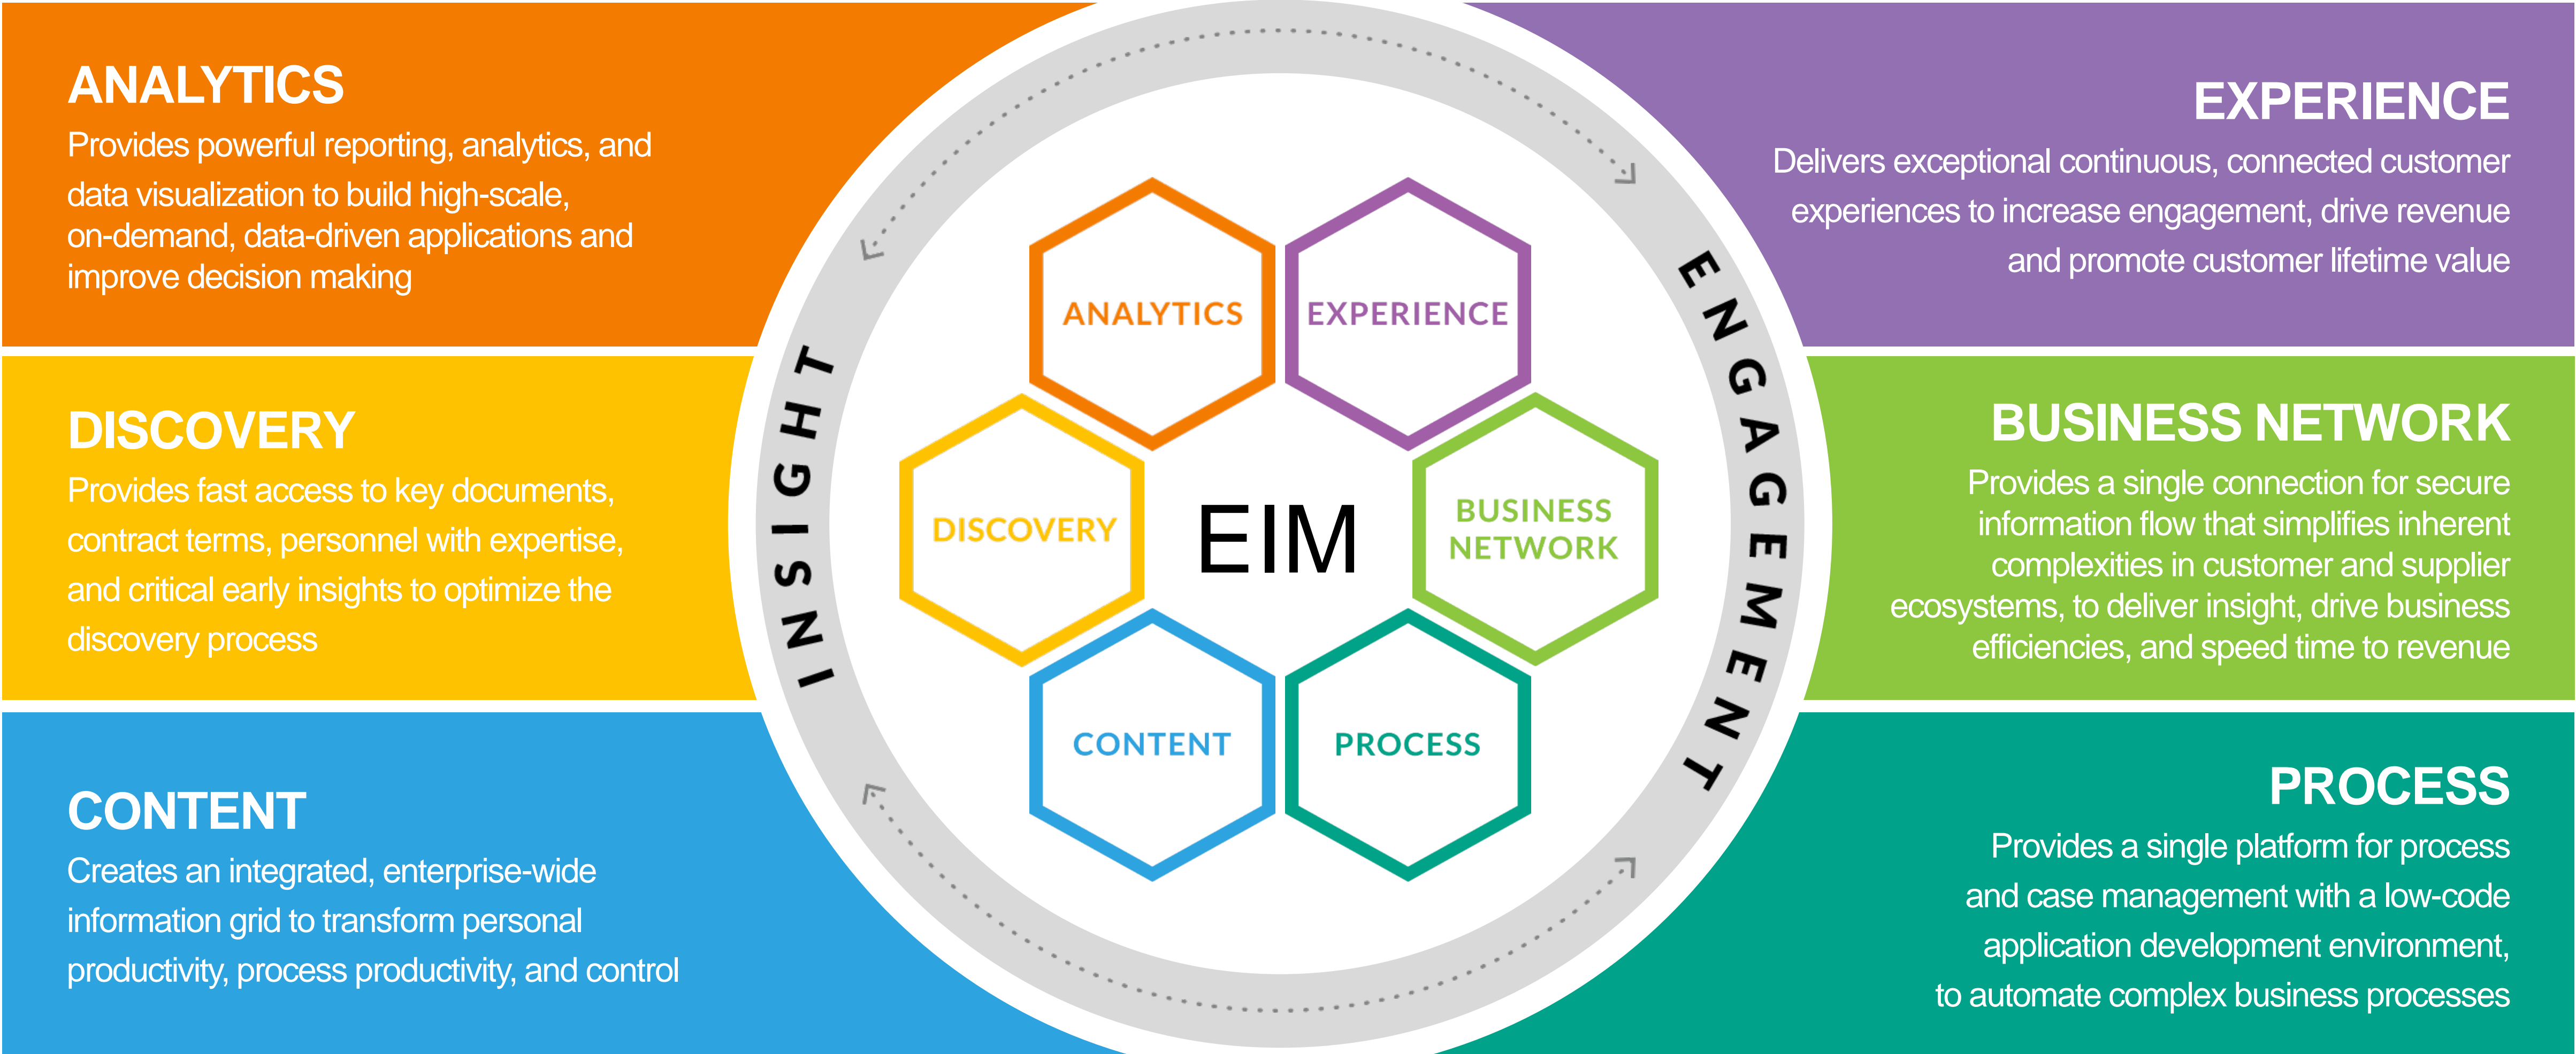 ANALYTICS
Provides powerful reporting, analytics, and
data visualization to build high-scale,
on-demand, data-driven applications and
improve decision making
DISCOVERY
Provides fast access to key documents,
contract terms, personnel with expertise,
and critical early insights to optimize the
discovery process
CONTENT
Creates an integrated, enterprise-wide
information grid to transform personal
productivity, process productivity, and control
INSIGHT
ANALYTICS
EXPERIENCE
DISCOVERY
EIM
BUSINESS
NETWORK
CONTENT
PROCESS
ENGAGEMENT
EXPERIENCE
Delivers exceptional continuous, connected customer
experiences to increase engagement, drive revenue
and promote customer lifetime value
BUSINESS NETWORK
Provides a single connection for secure
information flow that simplifies inherent
complexities in customer and supplier
ecosystems, to deliver insight, drive business
efficiencies, and speed time to revenue
PROCESS
Provides a single platform for process
and case management with a low-code
application development environment,
to automate complex business processes